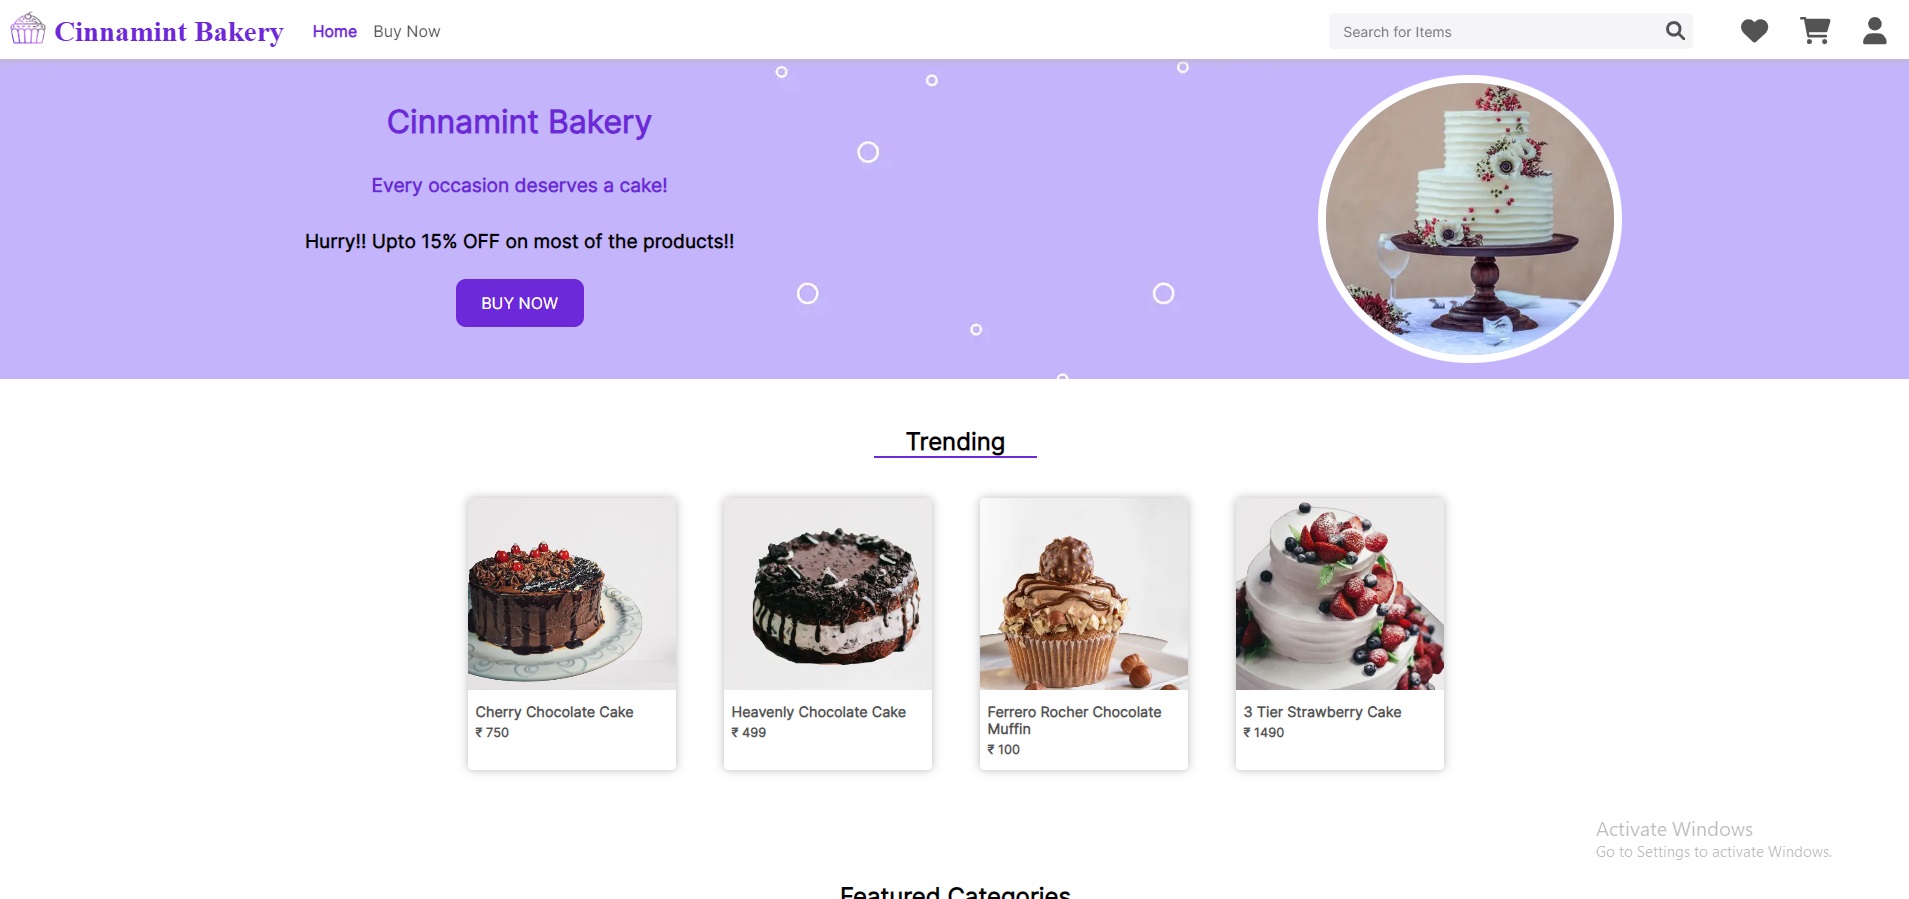 Cinnamint Bakery
Home
Buy Now
Search for Items
Cinnamint Bakery
Every occasion deserves a cake!
Hurry!! Upto 15% OFF on most of the products!!
BUY NOW
Trending
Cherry Chocolate Cake
₹ 750
Heavenly Chocolate Cake
₹ 499
Ferrero Rocher Chocolate
Muffin
₹ 100
3 Tier Strawberry Cake
₹ 1490
Activate Windows
Go to Settings to activate Windows.
Featured Categories